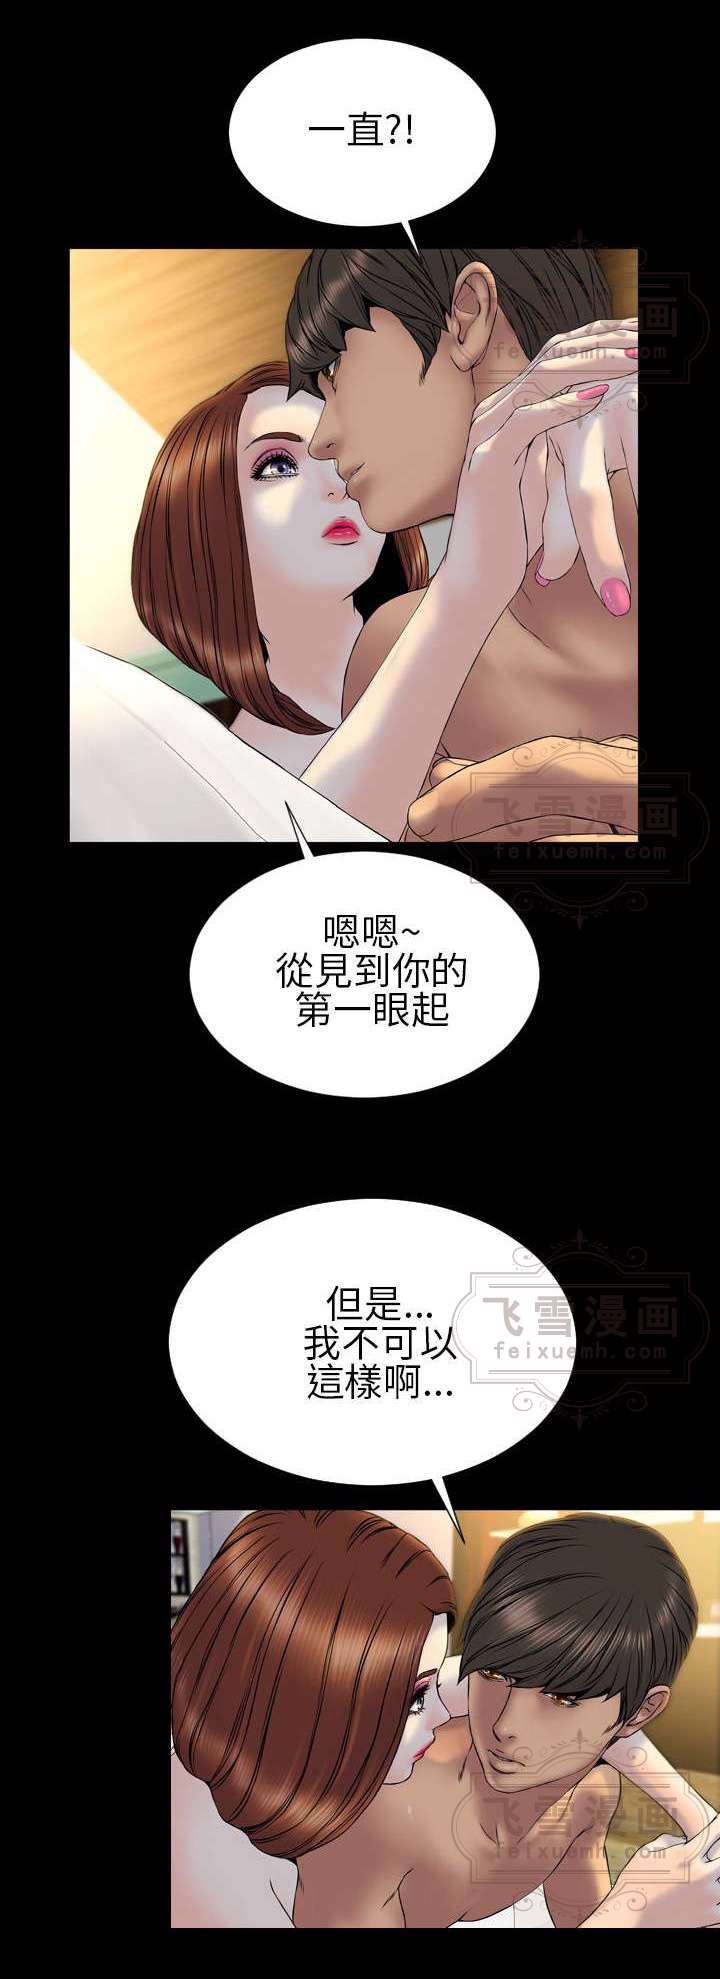 一直?!
飞雪漫画
feixuemh.com
飞雪漫画
feixuemh.com
嗯嗯~
從見到你的
第一眼起
飞雪漫画
feixuemh.com
但是...
我不可以
這樣啊...
飞雪漫画
feixuemh.com